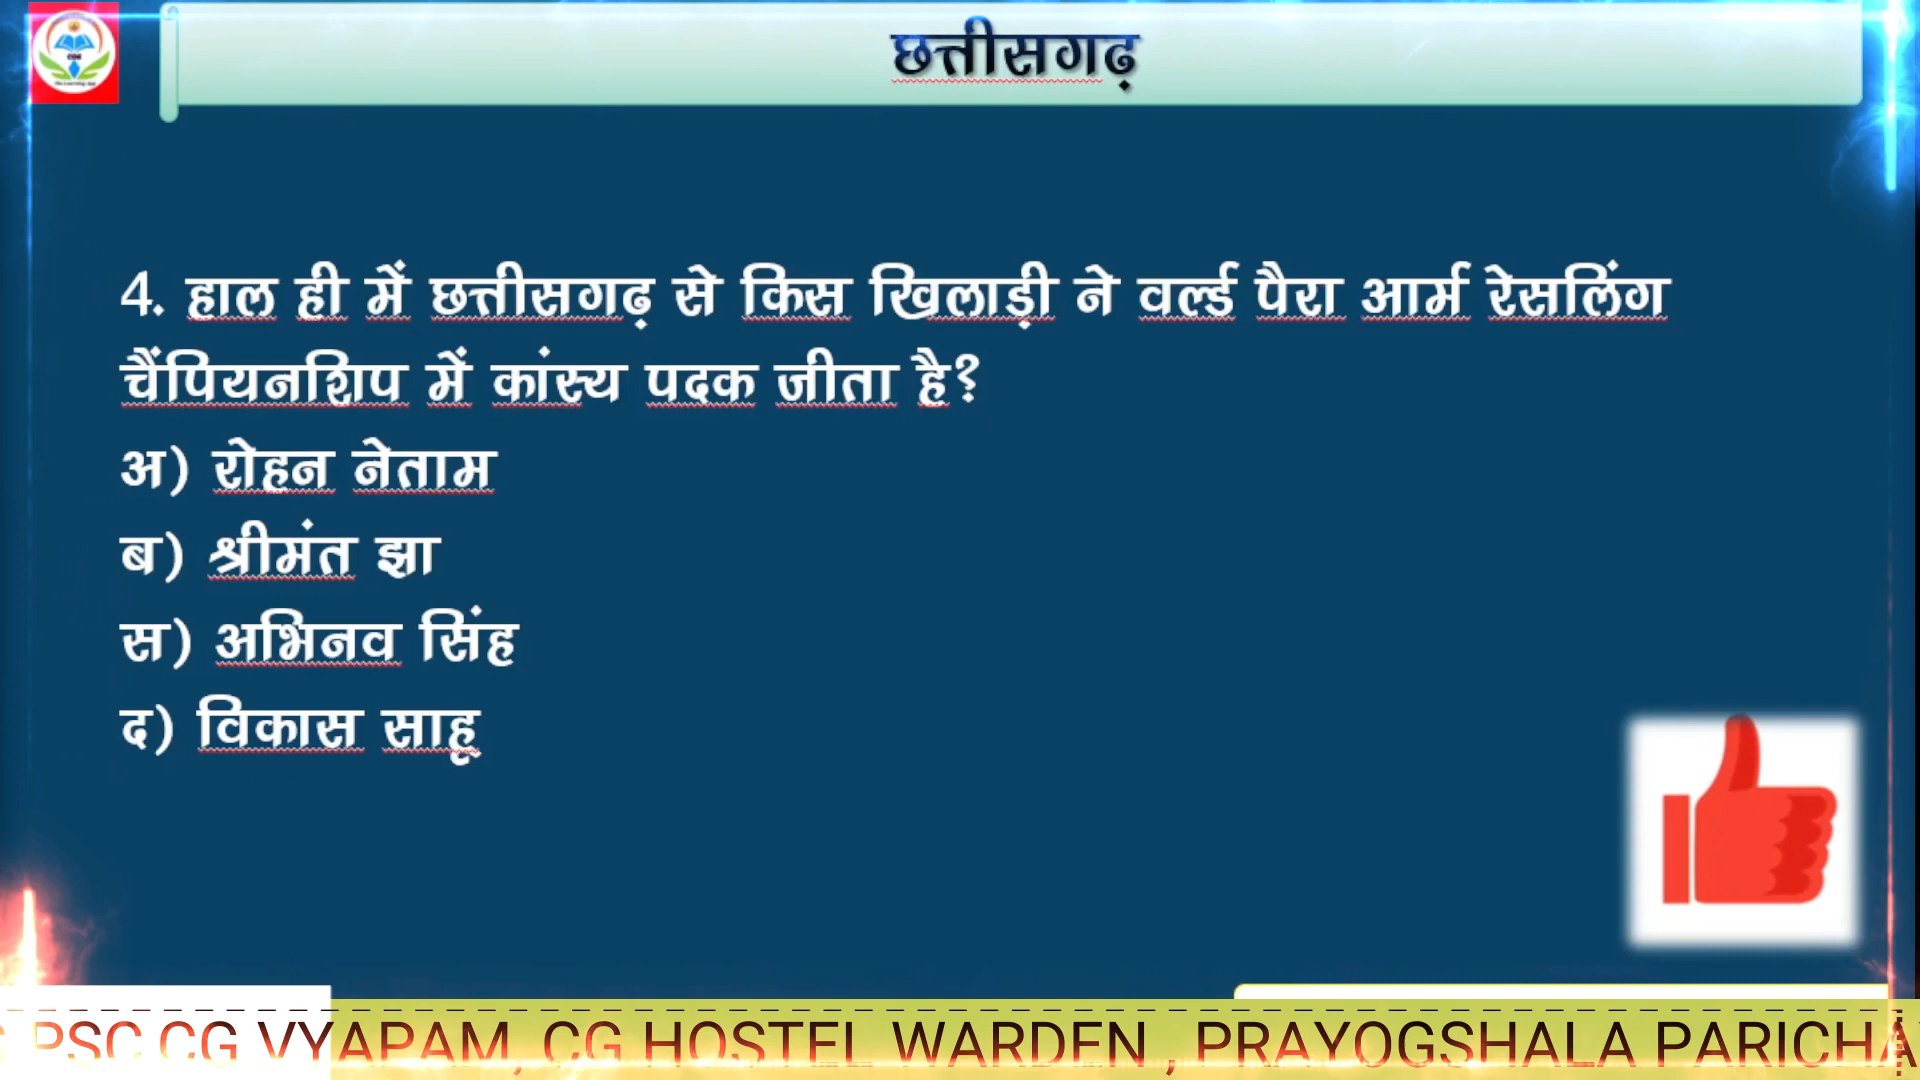 छत्तीसगढ़
4. हाल ही में छत्तीसगढ़ से किस खिलाड़ी ने वर्ल्ड पैरा आर्म रेसलिंग
चैंपियनशिप में कांस्य पदक जीता है?
अ) रोहन नेताम
ब) श्रीमंत झा
स) अभिनव सिंह
द) विकास साहू
PSC CG VYAPAM, CG HOSTEL WARDEN , PRAYOGSHALA